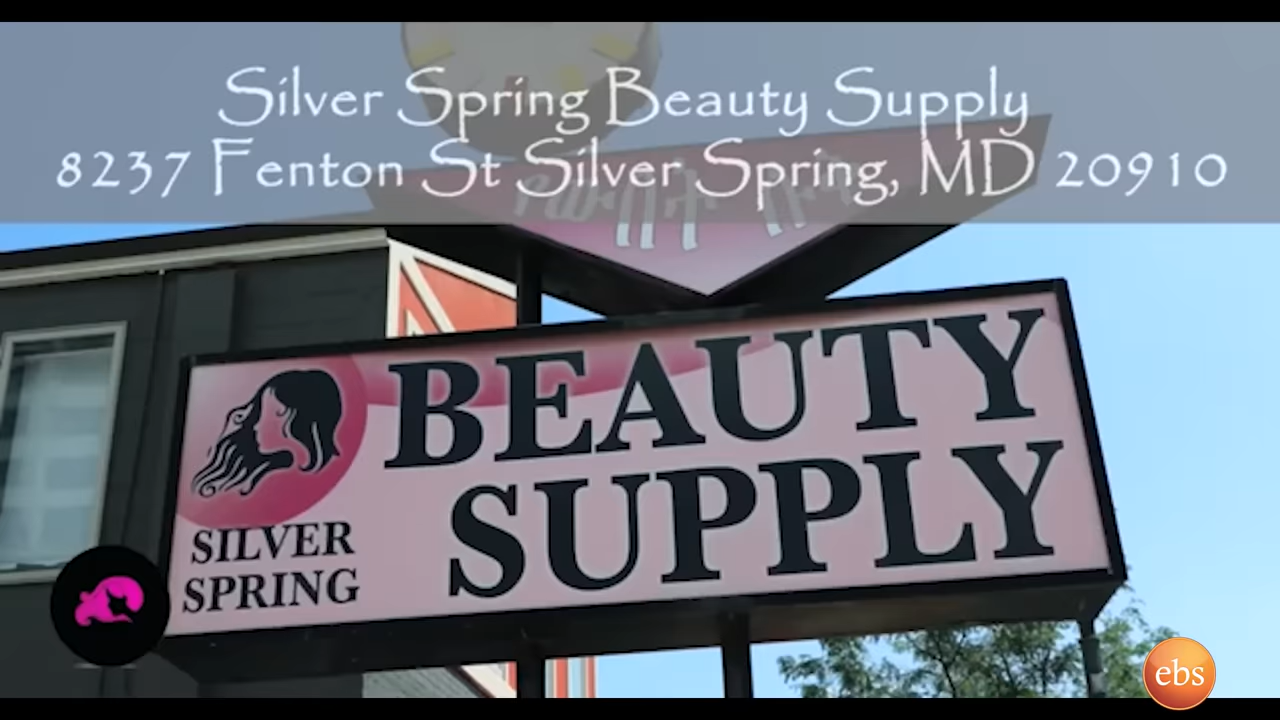 Silver Spring Beauty Supply
8237 Fenton St Silver Spring, MD 20910
BEAUTY
SUPPLY
SILVER
SPRING
ebs